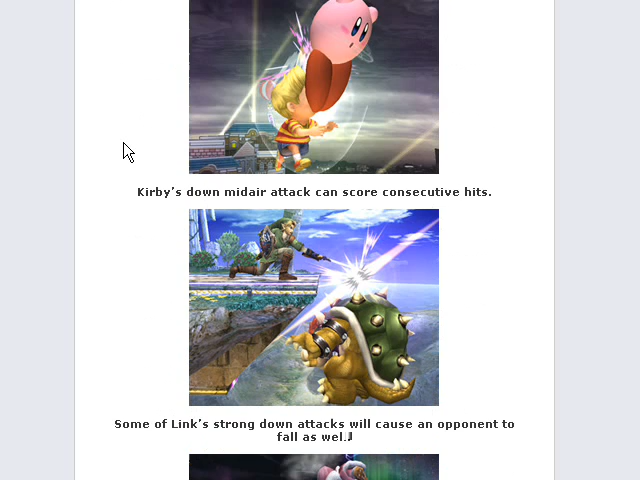 Kirby's down midair attack can score consecutive hits.
Some of Link's strong down attacks will cause an opponent to
fall as wel.